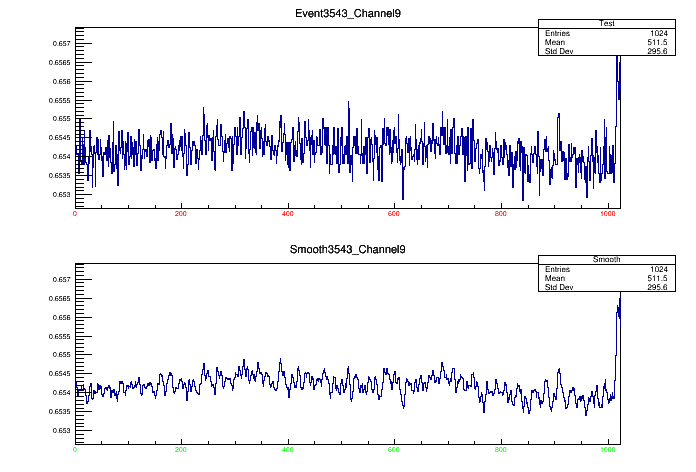 Event3543_Channel9
Test
Entries 1024
Mean 511.5
Std Dev 295.6
0.657
0.6565
0.656
0.6555
0.655
0.6545
0.654
0.6535
0.653
0 200 400 600 800 1000
Smooth3543_Channel9
Smooth
Entries 1024
Mean 511.5
Std Dev 295.6
0.657
0.6565
0.656
0.6555
0.655
0.6545
0.654
0.6535
0.653
0 200 400 600 800 1000